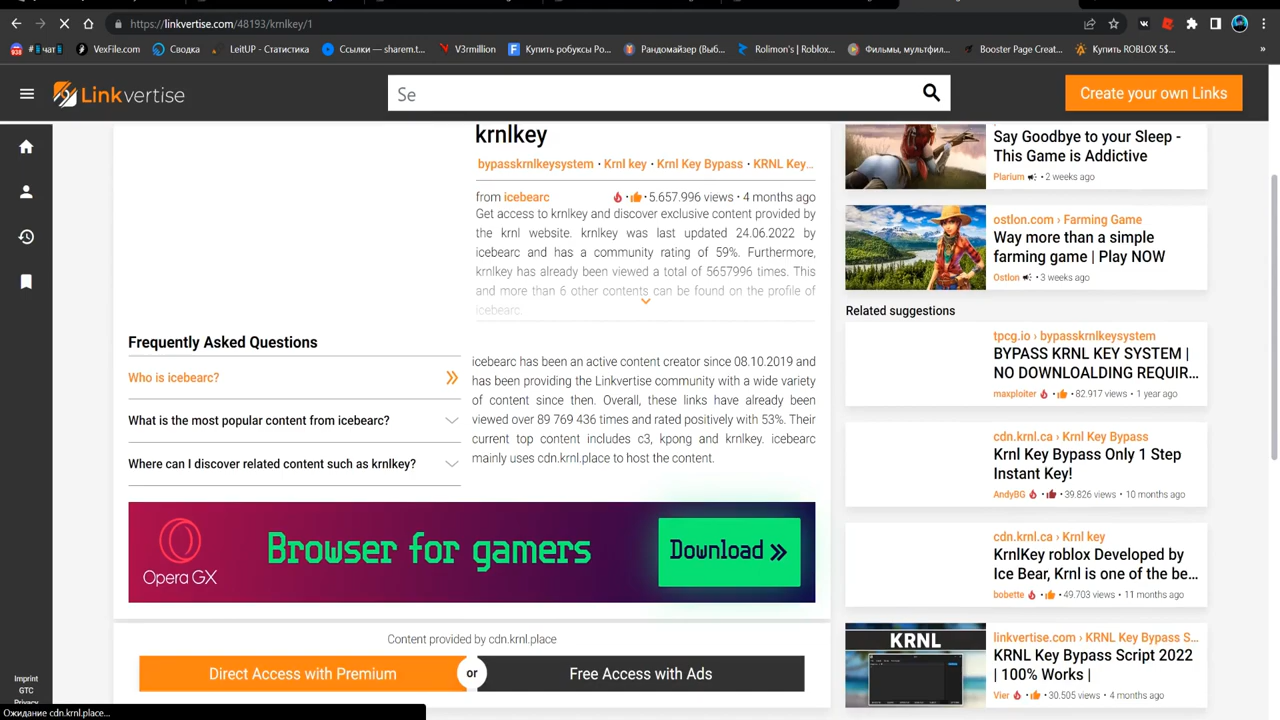 https://linkvertise.com/48193/krnlkey/1
VexFile.com
Сводка
LeitUP - Статистика
Ссылки — sharem.t...
V3rmillion
Купить робуксы Ро...
Рандомайзер (Выб...
Rolimon's | Roblox...
Фильмы, мультфил...
Booster Page Creat...
Купить ROBLOX 5$...
Linkvertise
Se
Create your own Links
krnlkey
bypasskrnlkeysystem · Krnl key · Krnl Key Bypass · KRNL Key...
from icebearc
5.657.996 views · 4 months ago
Get access to krnlkey and discover exclusive content provided by
the krnl website. krnlkey was last updated 24.06.2022 by
icebearc and has a community rating of 59%. Furthermore,
krnlkey has already been viewed a total of 5657996 times. This
and more than 6 other contents can be found on the profile of
icebearc.
Frequently Asked Questions
Who is icebearc?
What is the most popular content from icebearc?
Where can I discover related content such as krnlkey?
icebearc has been an active content creator since 08.10.2019 and
has been providing the Linkvertise community with a wide variety
of content since then. Overall, these links have already been
viewed over 89 769 436 times and rated positively with 53%. Their
current top content includes c3, kpong and krnlkey. icebearc
mainly uses cdn.krnl.place to host the content.
Opera GX
Browser for gamers
Download
Content provided by cdn.krnl.place
Direct Access with Premium
or
Free Access with Ads
Say Goodbye to your Sleep -
This Game is Addictive
Plarium · 2 weeks ago
ostlon.com › Farming Game
Way more than a simple
farming game | Play NOW
Ostlon · 3 weeks ago
Related suggestions
tpcg.io › bypasskrnlkeysystem
BYPASS KRNL KEY SYSTEM |
NO DOWNLOALDING REQUIR...
maxploiter · 82.917 views · 1 year ago
cdn.krnl.ca › Krnl Key Bypass
Krnl Key Bypass Only 1 Step
Instant Key!
AndyBG · 39.826 views · 10 months ago
cdn.krnl.ca › Krnl key
KrnlKey roblox Developed by
Ice Bear, Krnl is one of the be...
bobette · 49.703 views · 11 months ago
KRNL
linkvertise.com › KRNL Key Bypass S...
KRNL Key Bypass Script 2022
| 100% Works |
Vier · 30.505 views · 4 months ago
Imprint
GTC
Privacy
Ожидание cdn.krnl.place...